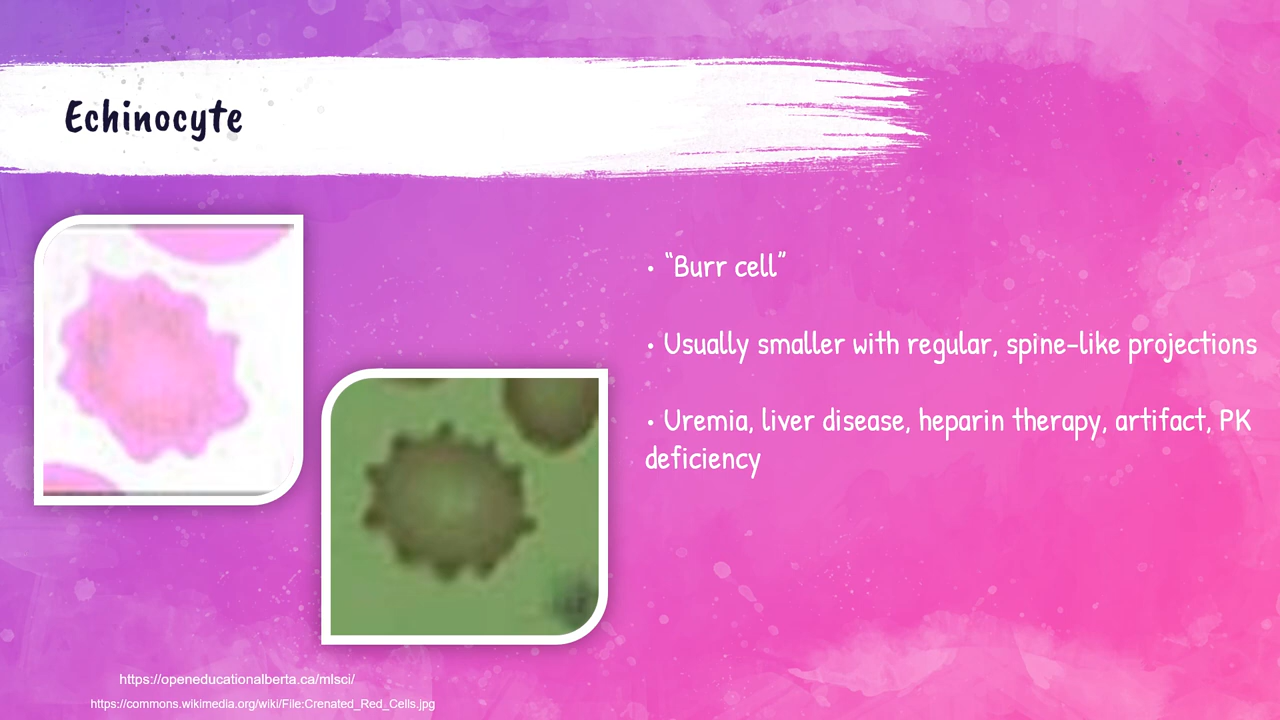 Echinocyte
• “Burr cell”
• Usually smaller with regular, spine-like projections
• Uremia, liver disease, heparin therapy, artifact, PK
deficiency
https://openeducationalberta.ca/mlsci/
https://commons.wikimedia.org/wiki/File:Crenated_Red_Cells.jpg